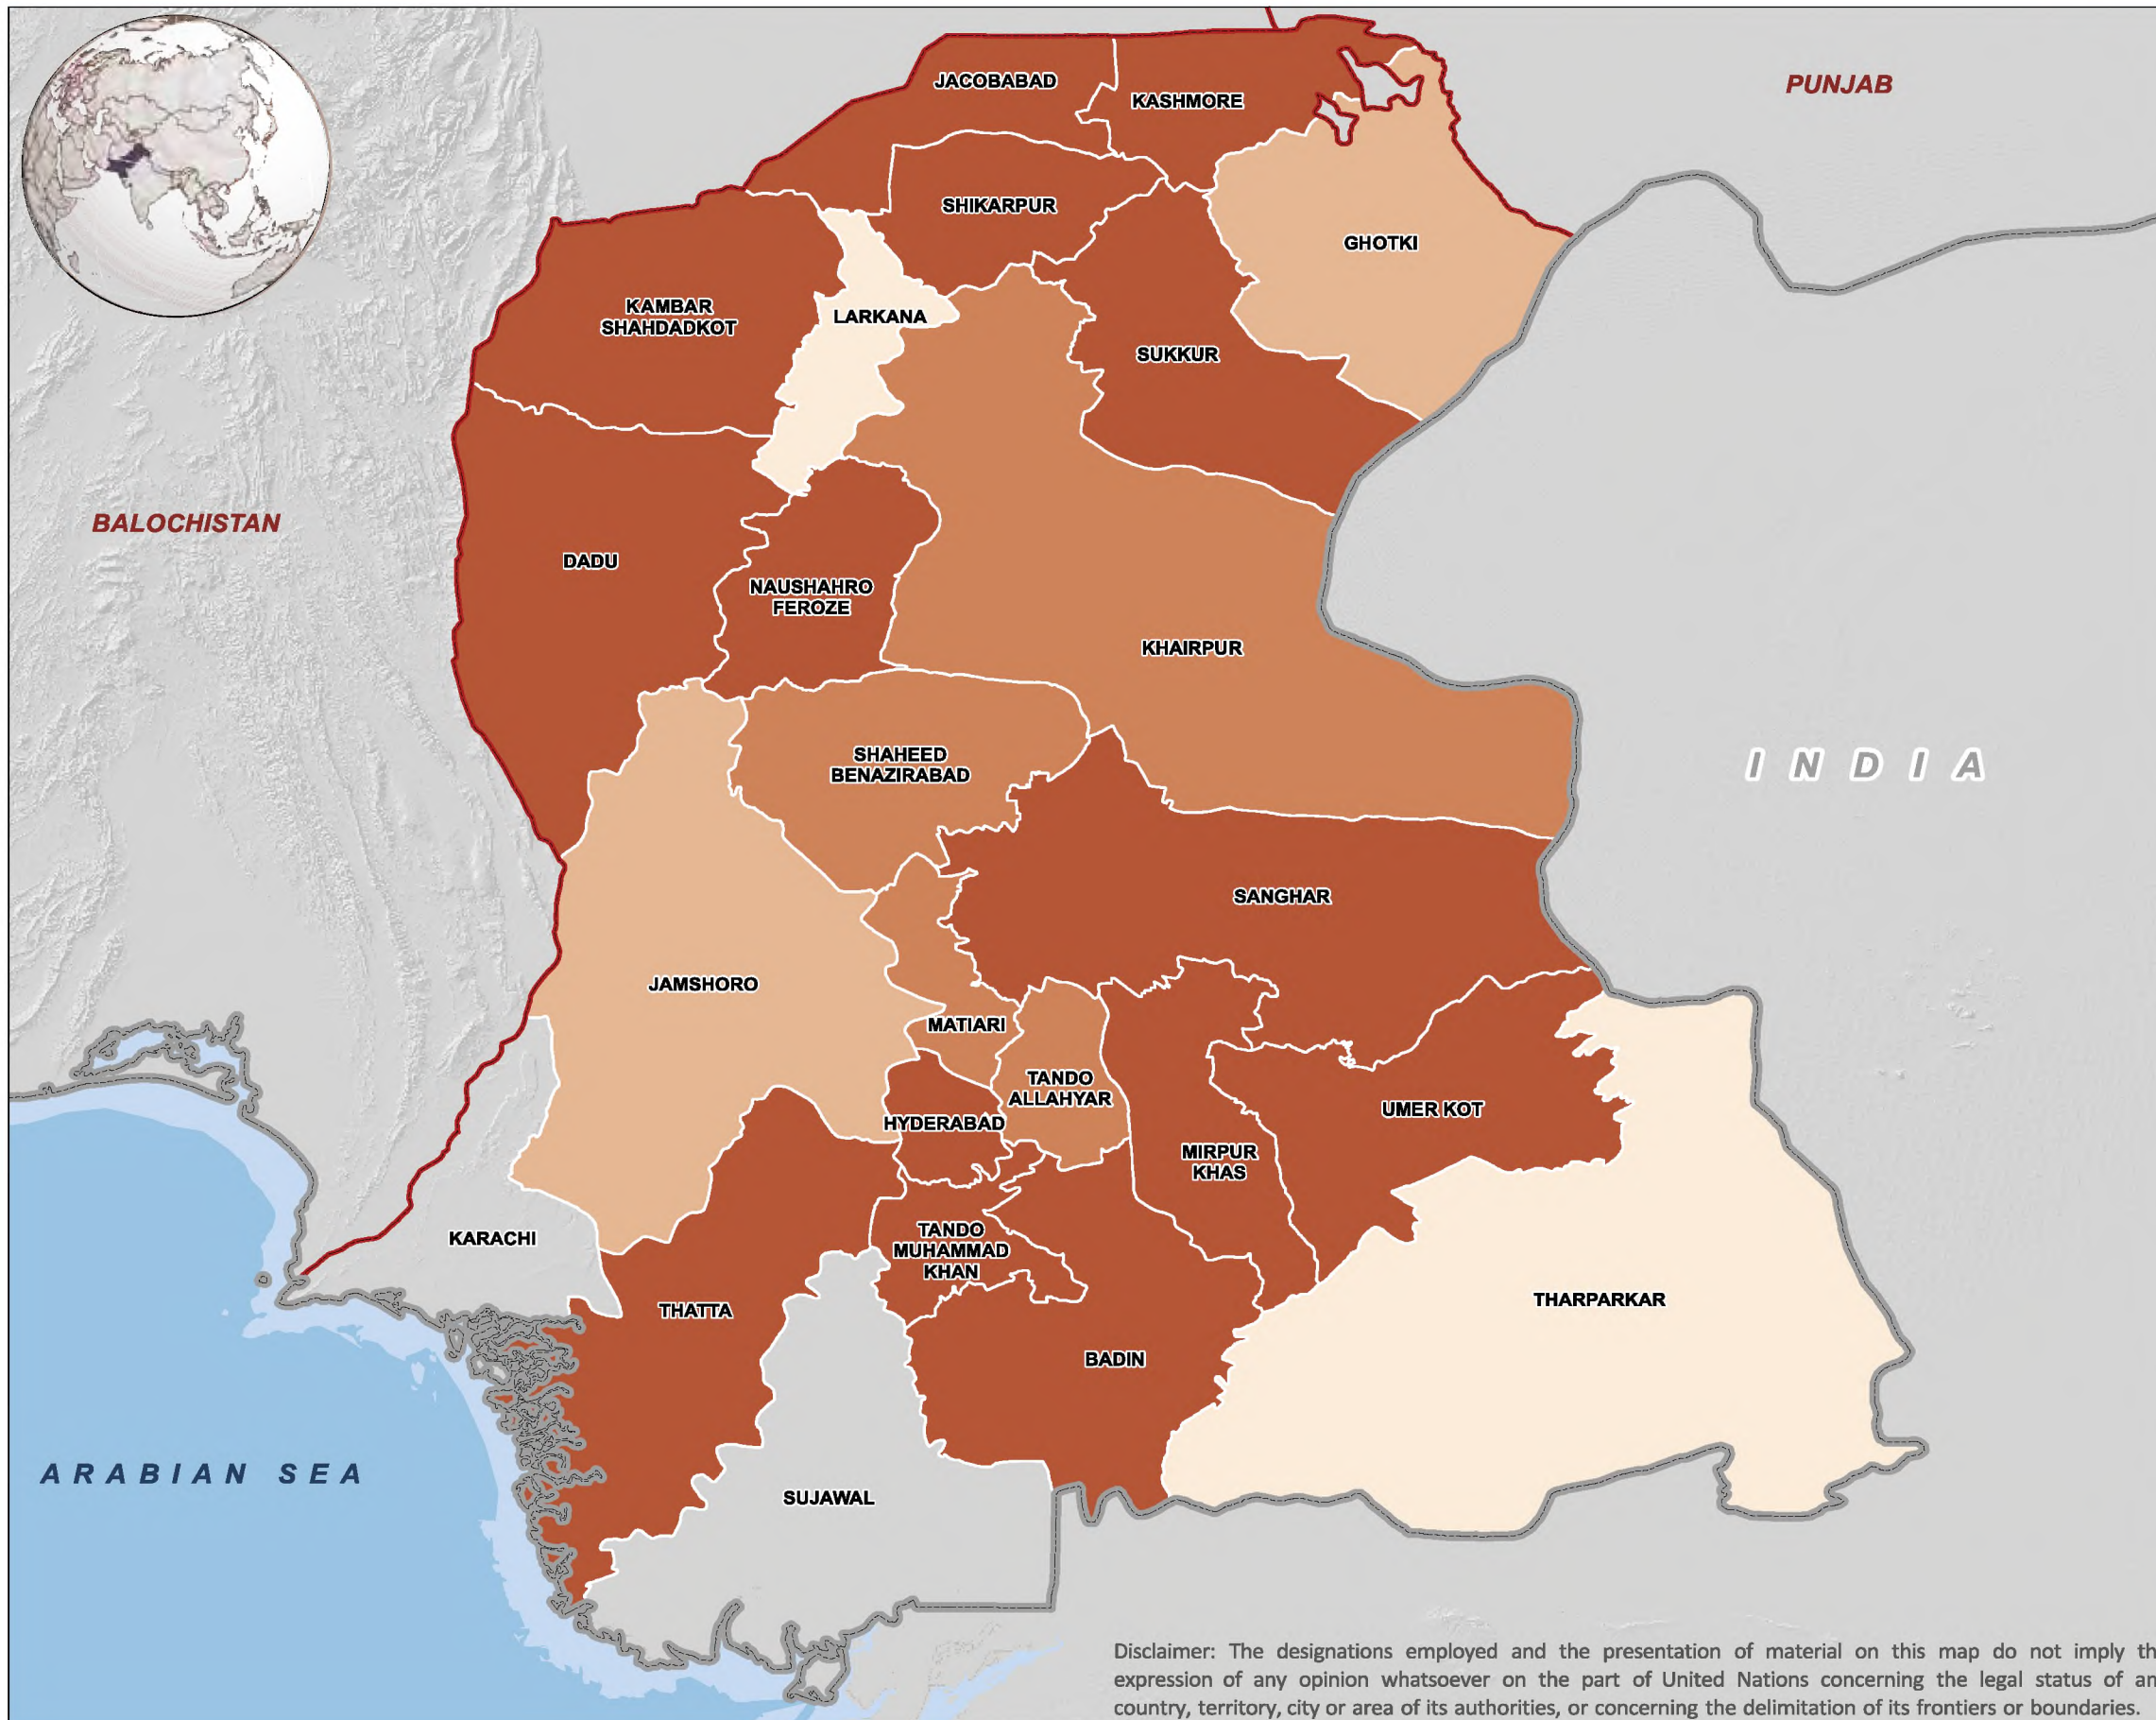 JACOBABAD
KASHMORE
PUNJAB
SHIKARPUR
GHOTKI
KAMBAR
SHAHDADKOT
LARKANA
SUKKUR
BALOCHISTAN
DADU
NAUSHAHRO
FEROZE
KHAIRPUR
SHAHEED
BENAZIRABAD
INDIA
SANGHAR
JAMSHORO
MATIARI
TANDO
ALLAHYAR
UMER KOT
HYDERABAD
MIRPUR
KHAS
KARACHI
TANDO
MUHAMMAD
KHAN
THATTA
THARPARKAR
BADIN
ARABIAN SEA
SUJAWAL
Disclaimer: The designations employed and the presentation of material on this map do not imply th
expression of any opinion whatsoever on the part of United Nations concerning the legal status of an
country, territory, city or area of its authorities, or concerning the delimitation of its frontiers or boundaries.